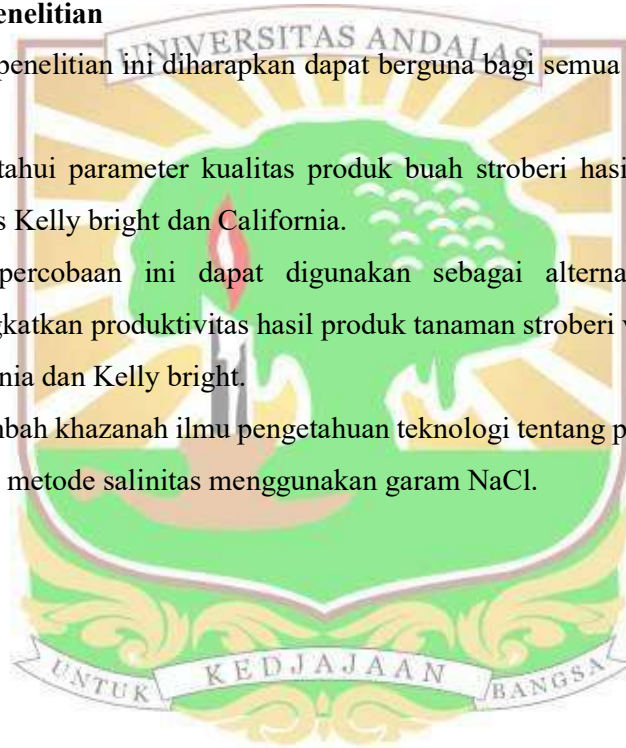 enelitian
UNIVERSITAS ANDALAS
penelitian ini diharapkan dapat berguna bagi semua
tahui parameter kualitas produk buah stroberi hasi
s Kelly bright dan California.
percobaan ini dapat digunakan sebagai alterna
gkatkan produktivitas hasil produk tanaman stroberi v
nia dan Kelly bright.
nbah khazanah ilmu pengetahuan teknologi tentang p
metode salinitas menggunakan garam NaCl.
UNTUK KEDJAJAAN BANGSA